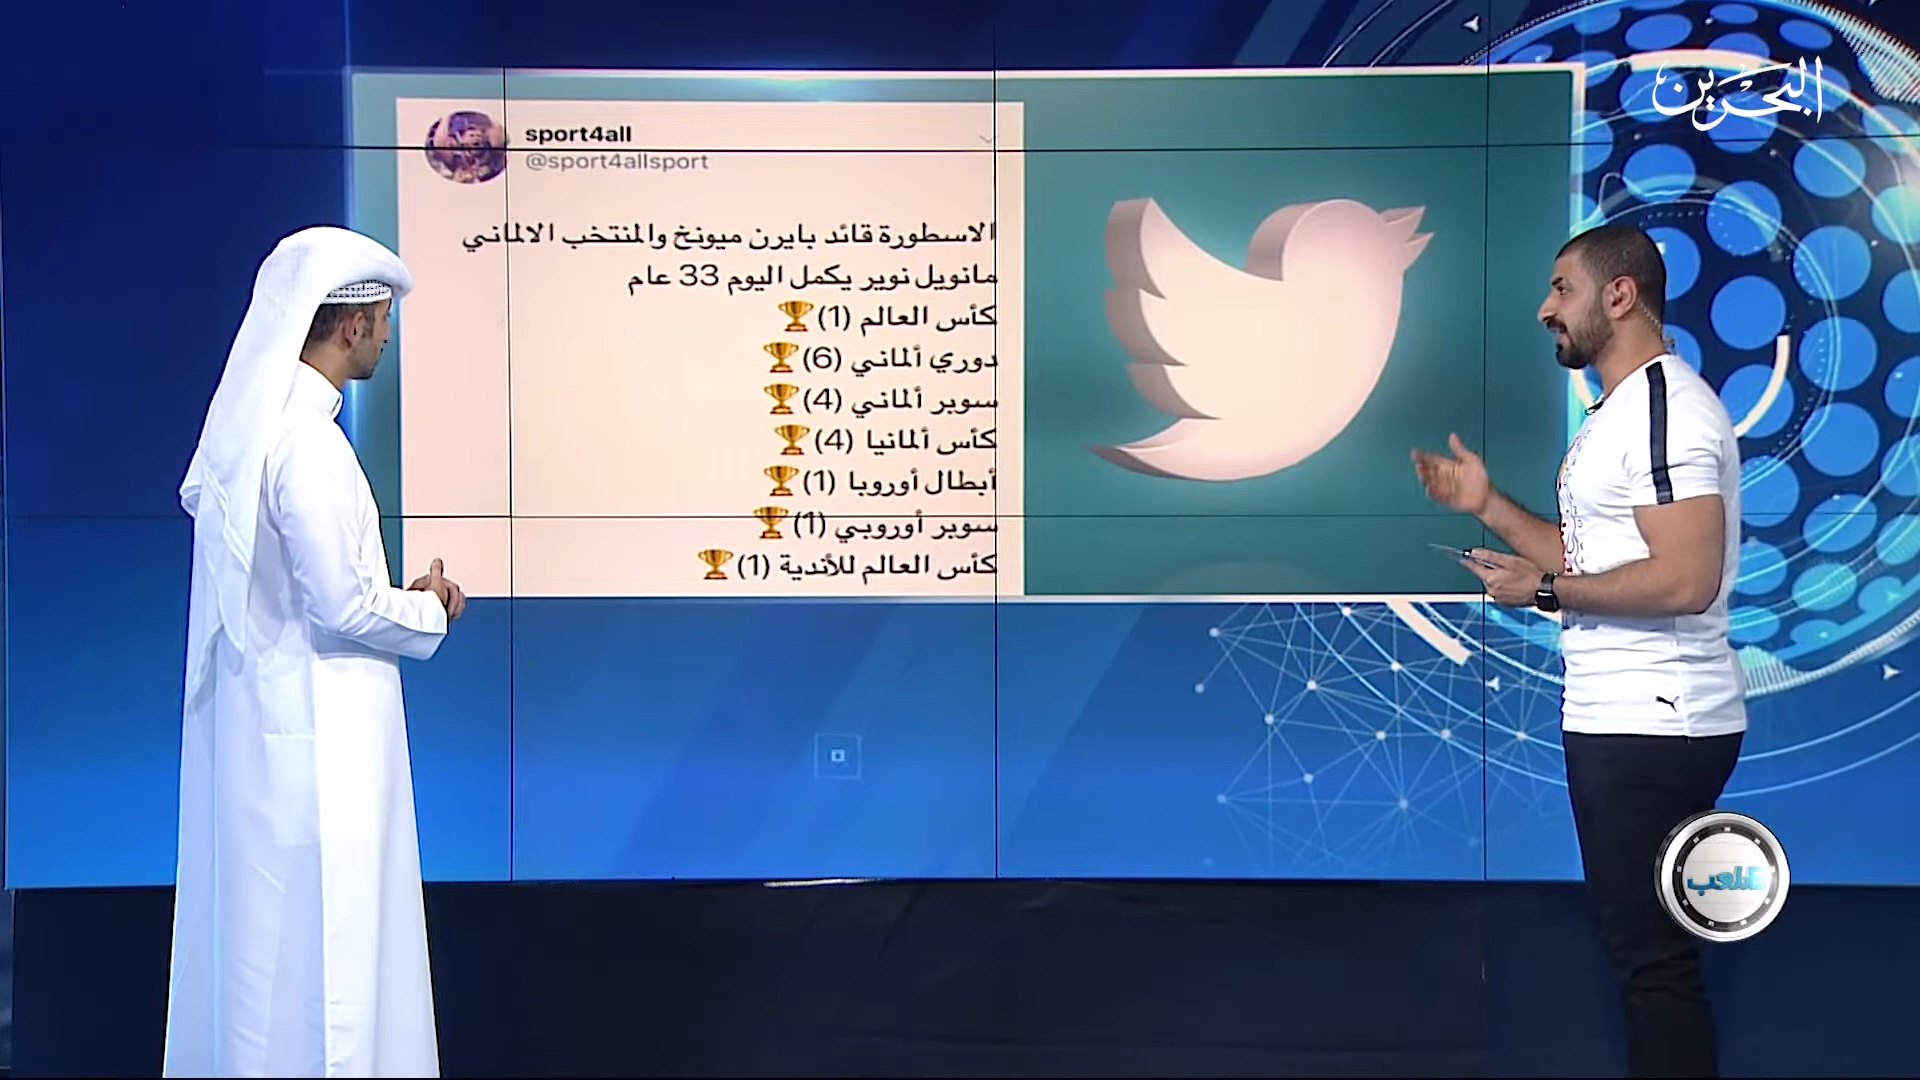 البحرين
sport4all
@sport4allsport
الاسطورة قائد بايرن ميونخ والمنتخب الالماني
مانويل نوير يكمل اليوم 33 عام
كأس العالم (1)🏆
دوري ألماني (6)🏆
سوبر ألماني (4)🏆
كأس ألمانيا (4)🏆
أبطال أوروبا (1)🏆
سوبر أوروبي (1)🏆
كأس العالم للأندية (1)🏆